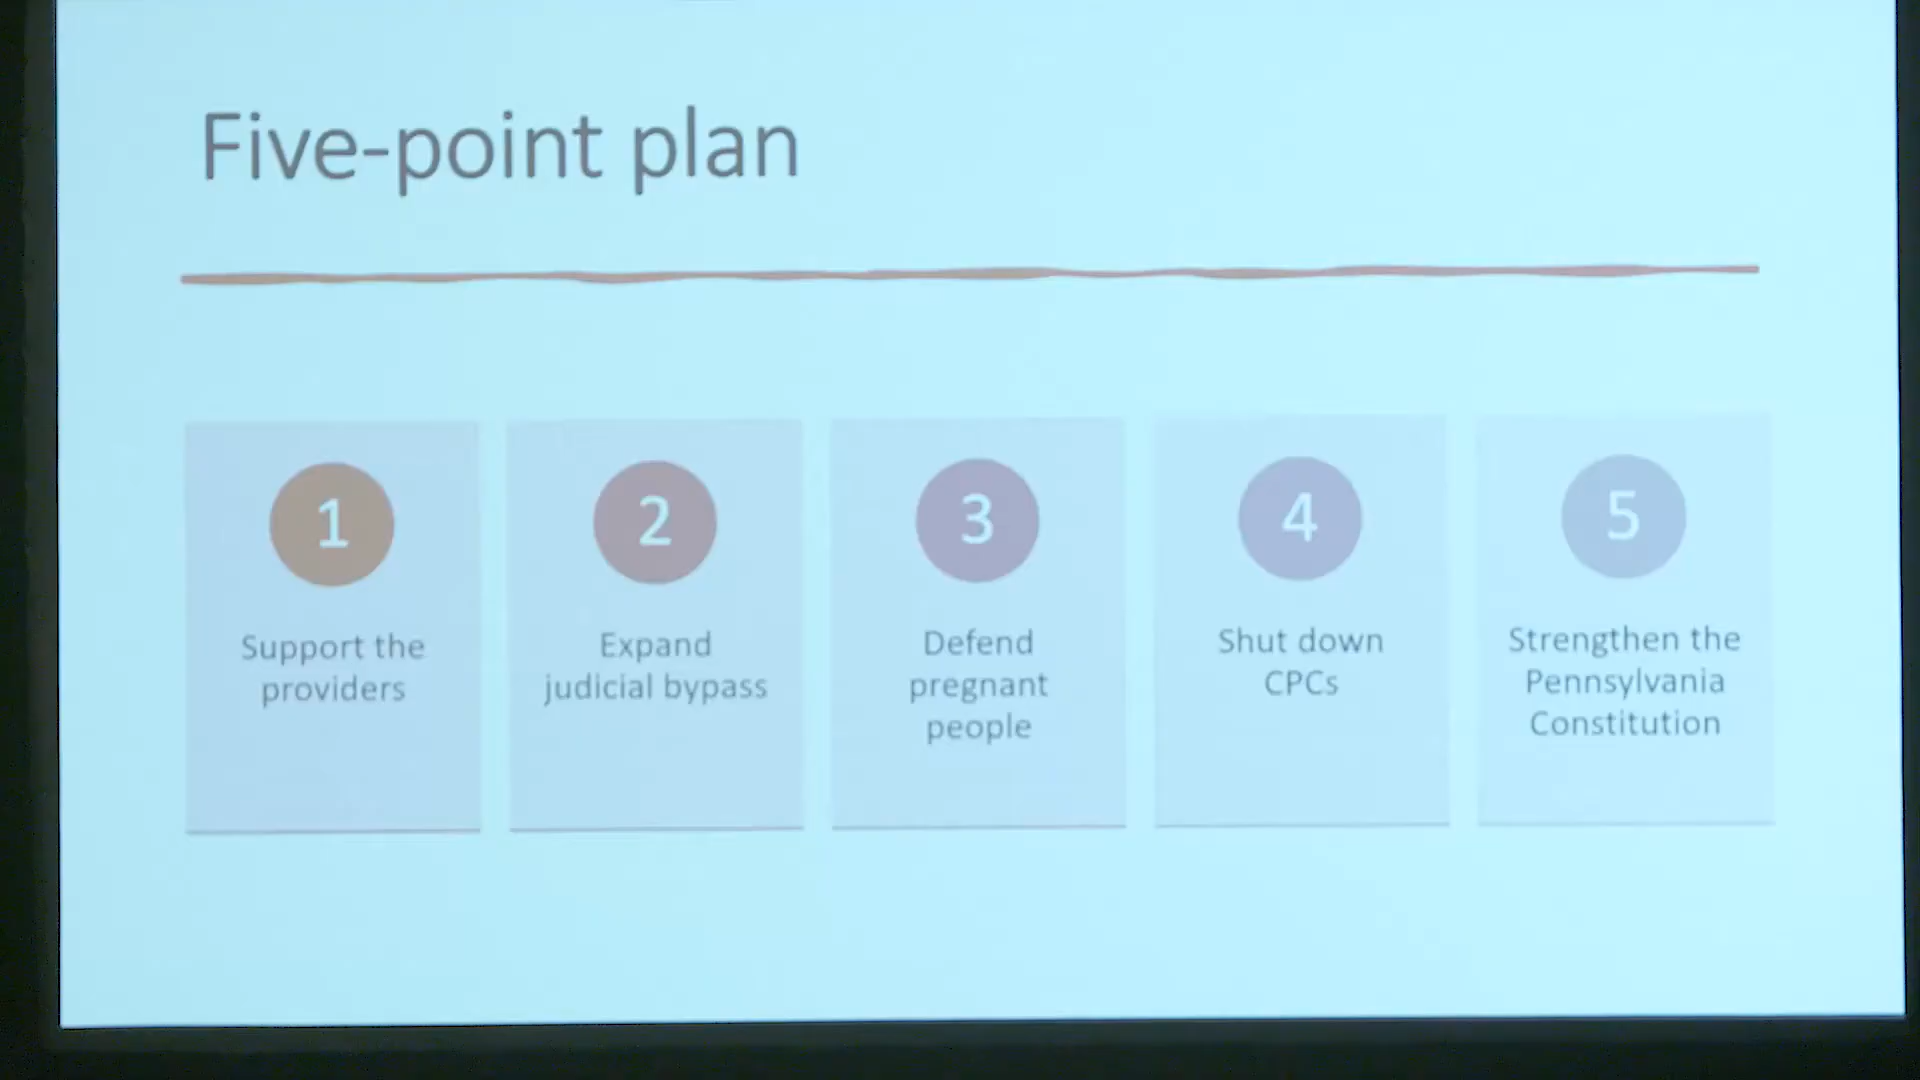 Five-point plan
1
Support the
providers
2
Expand
judicial bypass
3
Defend
pregnant
people
4
Shut down
CPCs
5
Strengthen the
Pennsylvania
Constitution